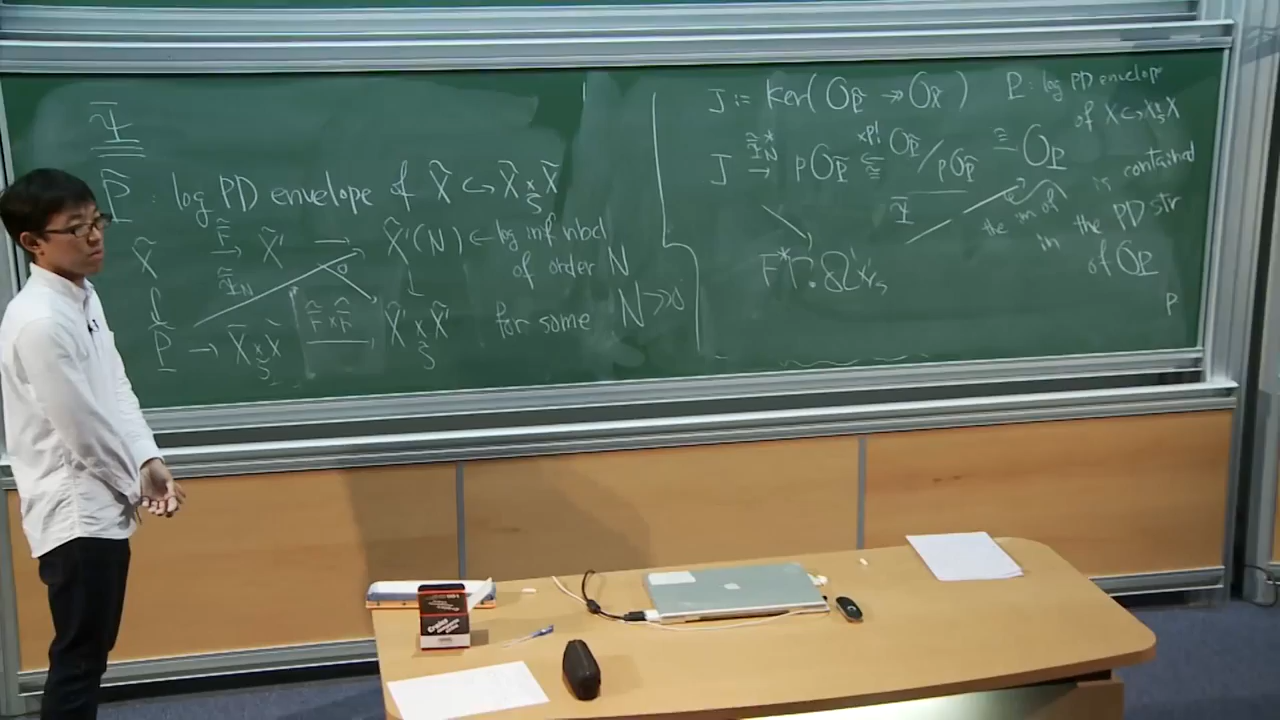 Ψ̄
P̃ : log PD envelope of X̃ ↪ X̃ ×_S̃ X̃
X̃ →^F̃ X̃' → X̃'(N) ← log inf nbd
of order N
Ψ̃_N
P̃ → X̃ ×_S̃ X̃ →^{F̃×F̃} X̃' ×_S̃ X̃'
for some N≫0
J := Ker( O_P̃ ↠ O_X̃ )
P : log PD envelope
of X ↪ X ×_S X
J →^{Ψ̃_N^*} pO_P̃ ≅^{×p!} O_P̃/pO_P̃ ≅ O_P
Ψ̄
the im of
is contained
in the PD str
of O_P
p